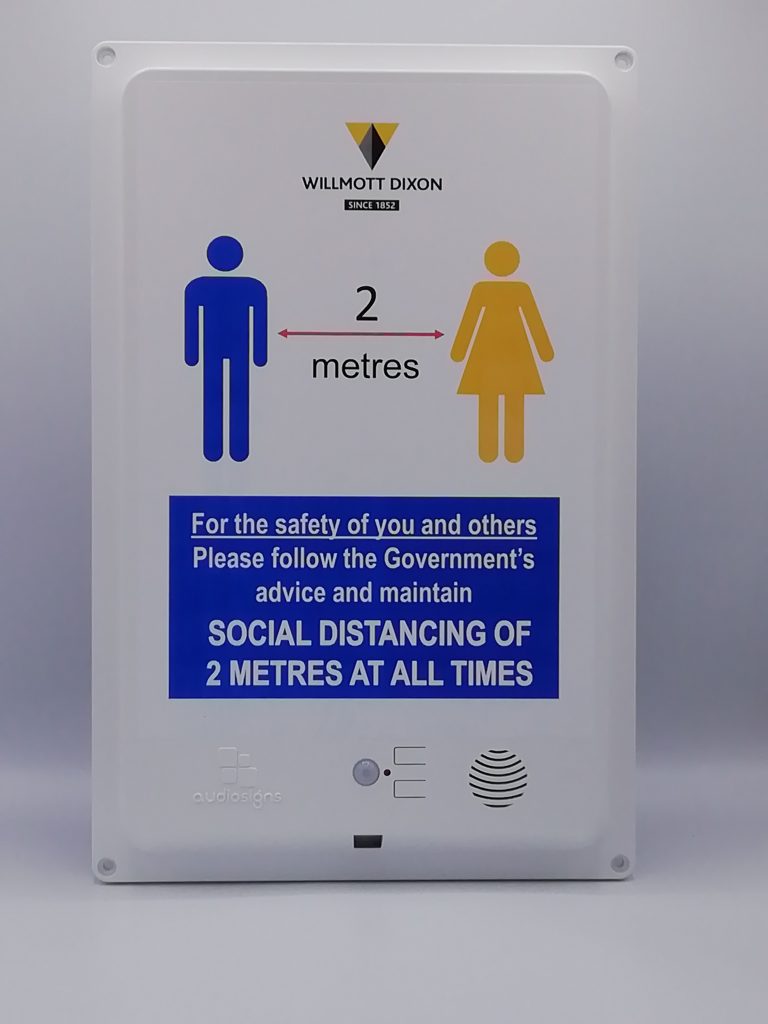 WILLMOTT DIXON
SINCE 1852
2
metres
For the safety of you and others
Please follow the Government's
advice and maintain
SOCIAL DISTANCING OF
2 METRES AT ALL TIMES
audiosigns